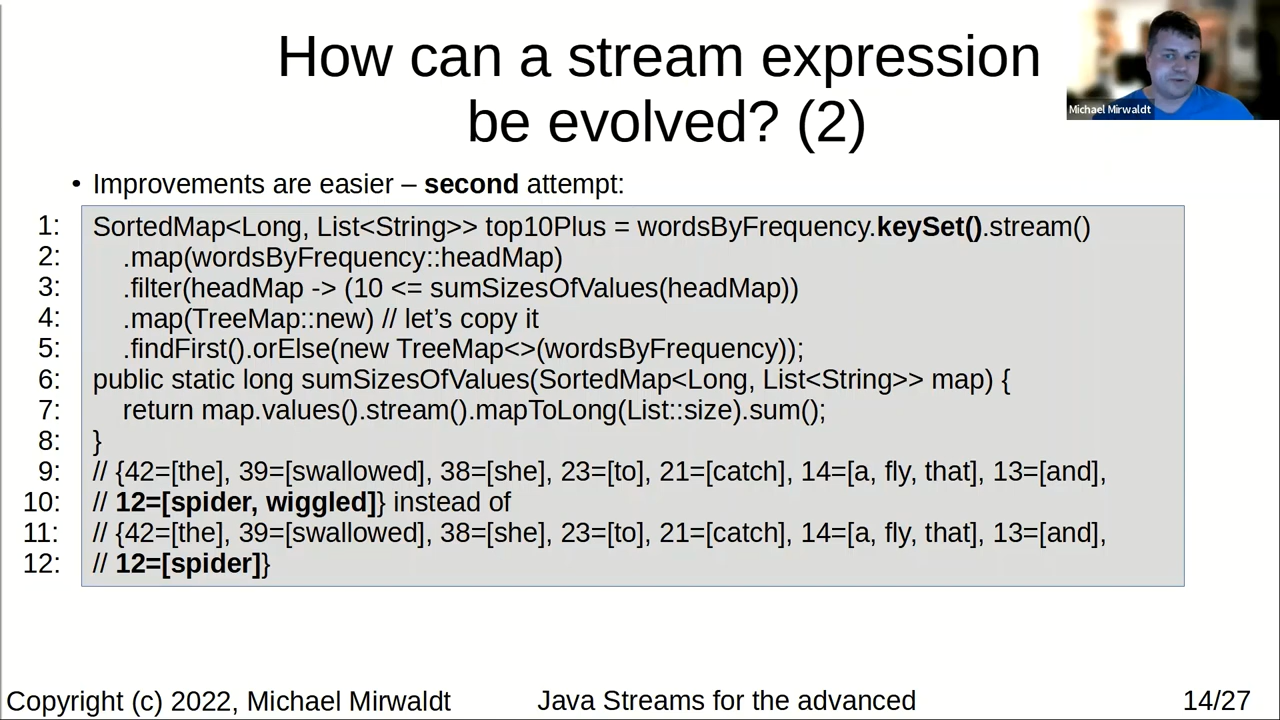 How can a stream expression
be evolved? (2)
Michael Mirwaldt
• Improvements are easier – second attempt:
1: SortedMap<Long, List<String>> top10Plus = wordsByFrequency.keySet().stream()
2: .map(wordsByFrequency::headMap)
3: .filter(headMap -> (10 <= sumSizesOfValues(headMap))
4: .map(TreeMap::new) // let’s copy it
5: .findFirst().orElse(new TreeMap<>(wordsByFrequency));
6: public static long sumSizesOfValues(SortedMap<Long, List<String>> map) {
7: return map.values().stream().mapToLong(List::size).sum();
8: }
9: // {42=[the], 39=[swallowed], 38=[she], 23=[to], 21=[catch], 14=[a, fly, that], 13=[and],
10: // 12=[spider, wiggled]} instead of
11: // {42=[the], 39=[swallowed], 38=[she], 23=[to], 21=[catch], 14=[a, fly, that], 13=[and],
12: // 12=[spider]}
Copyright (c) 2022, Michael Mirwaldt
Java Streams for the advanced
14/27